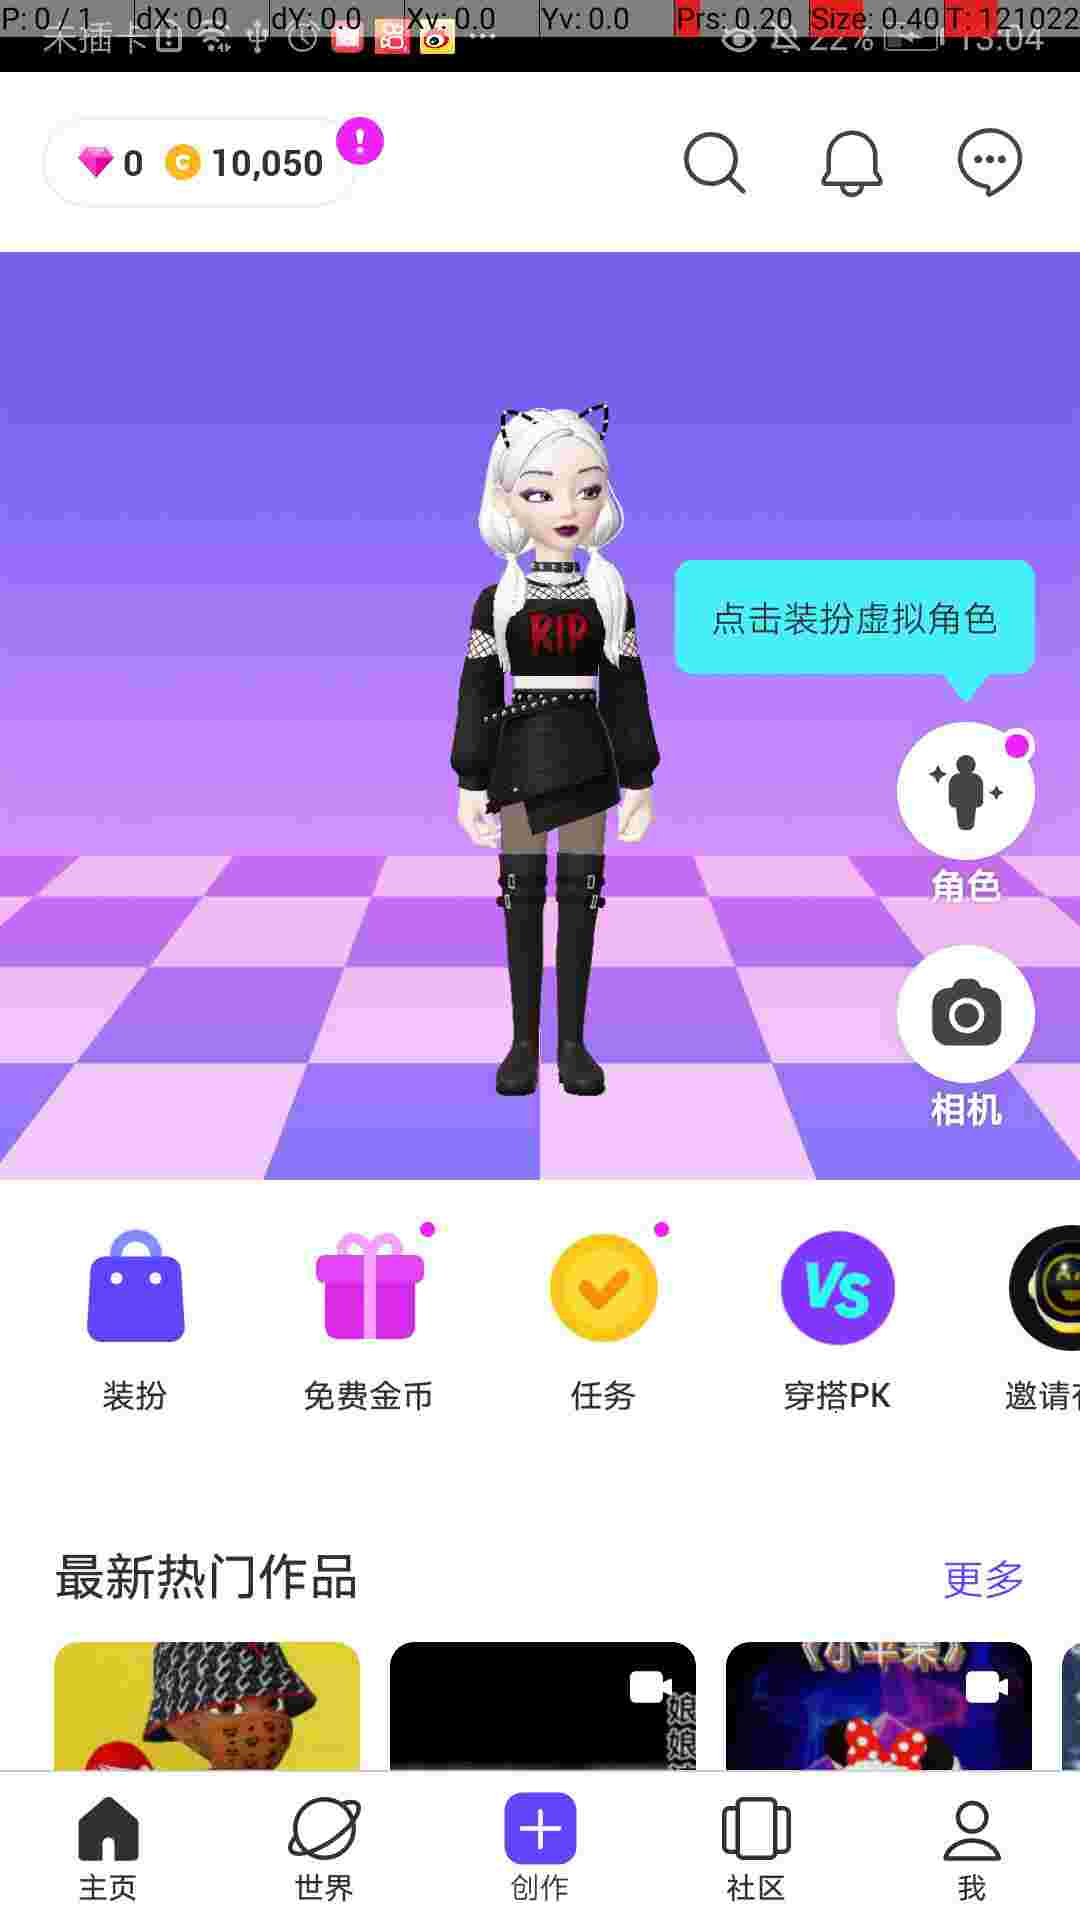 P: 0 / 1 dX: 0.0 dY: 0.0 Xv: 0.0 Yv: 0.0 Prs: 0.20 Size: 0.40 T: 121022
未插卡 22% 13:04
0 10,050
RIP
点击装扮虚拟角色
角色
相机
VS
装扮 免费金币 任务 穿搭PK 邀请
最新热门作品 更多
《小苹果》
娘娘
主页 世界 创作 社区 我